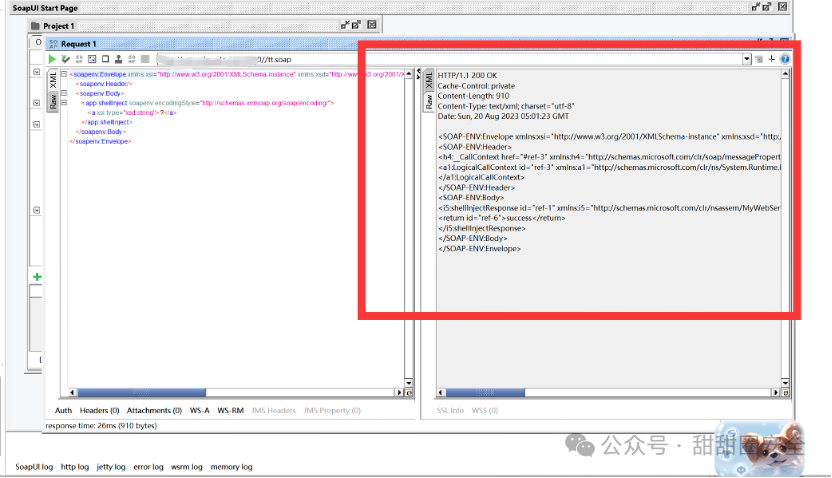 SoapUI Start Page
Project 1
Request 1
0//tt.soap
XML
Raw
<soapenv:Envelope xmlns:xsi="http://www.w3.org/2001/XMLSchema-instance" xmlns:xsd="http://www.w3.org/2001/X
<soapenv:Header/>
<soapenv:Body>
<app:shellInject soapenv:encodingStyle="http://schemas.xmlsoap.org/soap/encoding/">
<a xsi:type="xsd:string">?</a>
</app:shellInject>
</soapenv:Body>
</soapenv:Envelope>
XML
Raw
HTTP/1.1 200 OK
Cache-Control: private
Content-Length: 910
Content-Type: text/xml; charset="utf-8"
Date: Sun, 20 Aug 2023 05:01:23 GMT
<SOAP-ENV:Envelope xmlns:xsi="http://www.w3.org/2001/XMLSchema-instance" xmlns:xsd="http:/
<SOAP-ENV:Header>
<h4:__CallContext href="#ref-3" xmlns:h4="http://schemas.microsoft.com/clr/soap/messagePropert
<a1:LogicalCallContext id="ref-3" xmlns:a1="http://schemas.microsoft.com/clr/ns/System.Runtime.
</a1:LogicalCallContext>
</SOAP-ENV:Header>
<SOAP-ENV:Body>
<i5:shellInjectResponse id="ref-1" xmlns:i5="http://schemas.microsoft.com/clr/nsassem/MyWebSer
<return id="ref-6">success</return>
</i5:shellInjectResponse>
</SOAP-ENV:Body>
</SOAP-ENV:Envelope>
Auth Headers (0) Attachments (0) WS-A WS-RM JMS Headers JMS Property (0)
SSL Info WSS (0)
response time: 26ms (910 bytes)
公众号 · 甜甜圈安全
SoapUI log http log jetty log error log wsrm log memory log